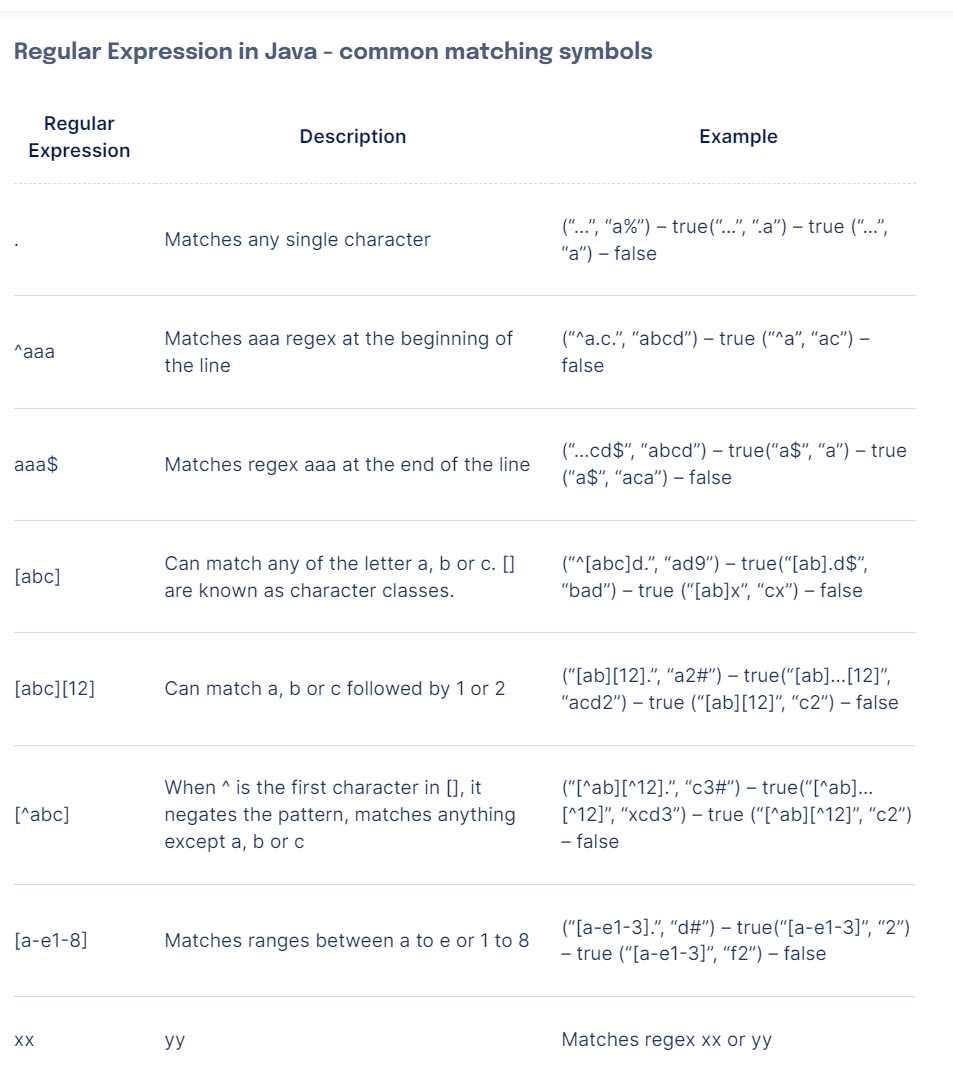 Regular Expression in Java - common matching symbols
Regular
Expression
Description
Example
.
Matches any single character
(“...”, “a%”) – true(“...”, “.a”) – true (“...”,
“a”) – false
^aaa
Matches aaa regex at the beginning of
the line
(“^a.c.”, “abcd”) – true (“^a”, “ac”) –
false
aaa$
Matches regex aaa at the end of the line
(“...cd$”, “abcd”) – true(“a$”, “a”) – true
(“a$”, “aca”) – false
[abc]
Can match any of the letter a, b or c. []
are known as character classes.
(“^[abc]d.”, “ad9”) – true(“[ab].d$”,
“bad”) – true (“[ab]x”, “cx”) – false
[abc][12]
Can match a, b or c followed by 1 or 2
(“[ab][12].”, “a2#”) – true(“[ab]...[12]”,
“acd2”) – true (“[ab][12]”, “c2”) – false
[^abc]
When ^ is the first character in [], it
negates the pattern, matches anything
except a, b or c
(“[^ab][^12].”, “c3#”) – true(“[^ab]...
[^12]”, “xcd3”) – true (“[^ab][^12]”, “c2”)
– false
[a-e1-8]
Matches ranges between a to e or 1 to 8
(“[a-e1-3].”, “d#”) – true(“[a-e1-3]”, “2”)
– true (“[a-e1-3]”, “f2”) – false
xx
yy
Matches regex xx or yy